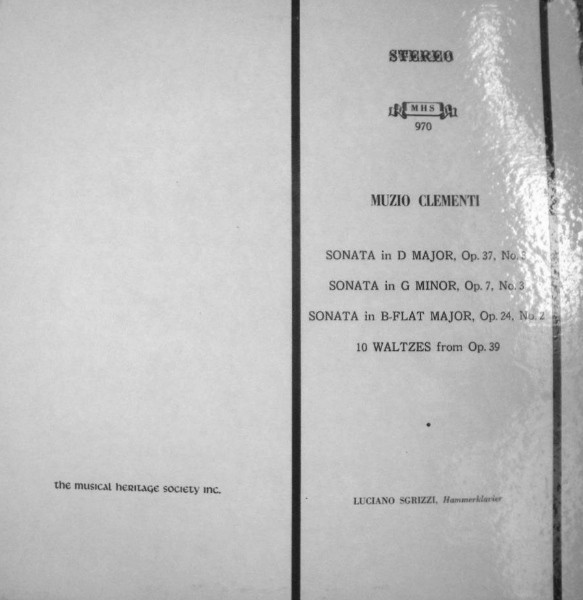 STEREO
MHS
970
MUZIO CLEMENTI
SONATA in D MAJOR, Op. 37, No.
SONATA in G MINOR, Op. 7, No. 3
SONATA in B-FLAT MAJOR, Op. 24, No. 2
10 WALTZES from Op. 39
the musical heritage society inc.
LUCIANO SGRIZZI, Hammerklavier